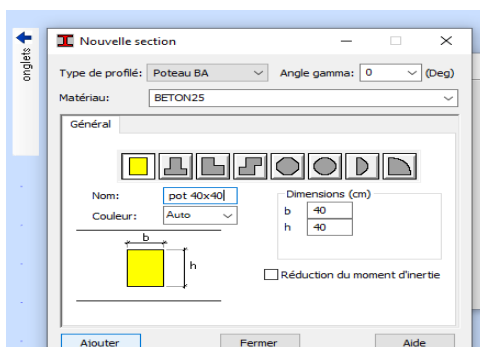 onglets
Nouvelle section
Type de profilé: Poteau BA Angle gamma: 0 (Deg)
Matériau: BETON25
Général
Nom: pot 40x40
Couleur: Auto
Dimensions (cm)
b 40
h 40
b
h
Réduction du moment d'inertie
Ajouter Fermer Aide